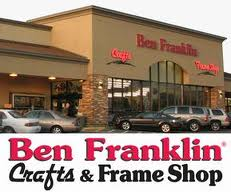 Ben Franklin
Crafts
Frame Shop
Ben Franklin®
Crafts & Frame Shop